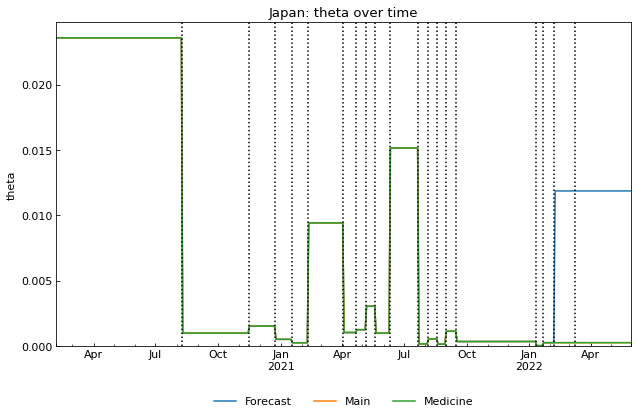 Japan: theta over time
theta
0.020
0.015
0.010
0.005
0.000
Apr Jul Oct Jan Apr Jul Oct Jan Apr
2021 2022
Forecast Main Medicine